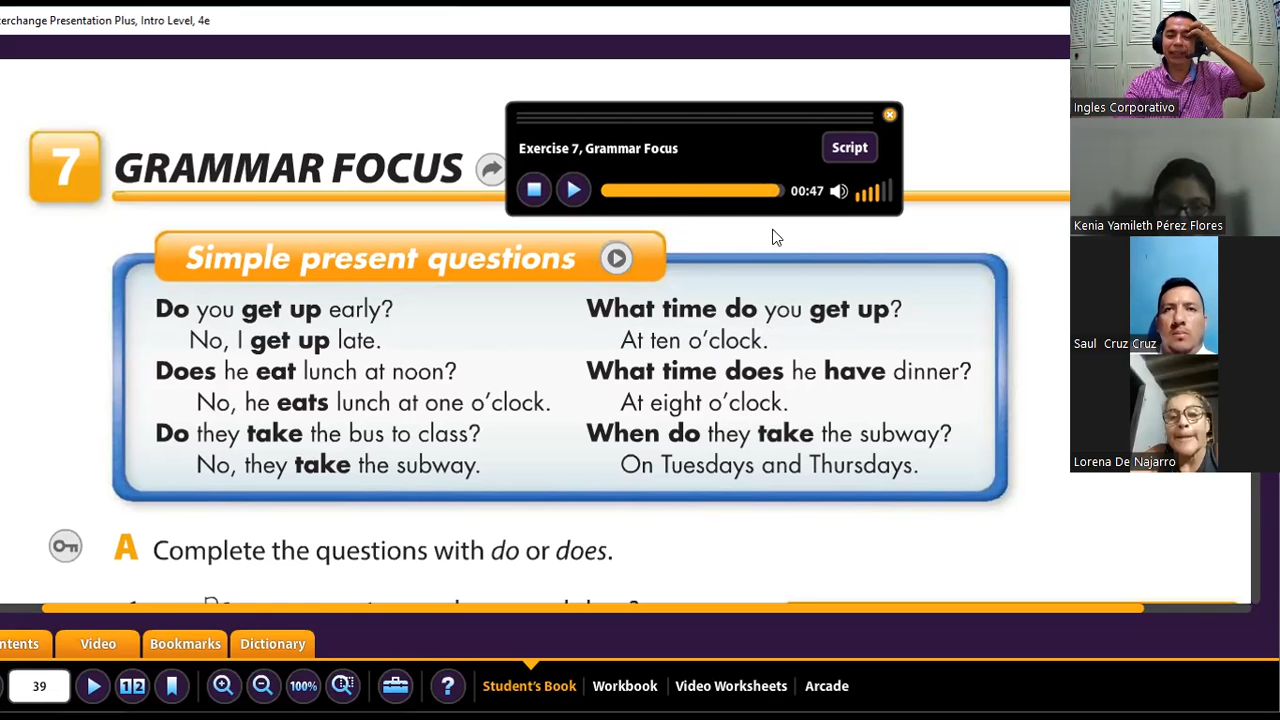 erchange Presentation Plus, Intro Level, 4e
7 GRAMMAR FOCUS
Exercise 7, Grammar Focus
Script
00:47
Simple present questions
Do you get up early?
No, I get up late.
Does he eat lunch at noon?
No, he eats lunch at one o'clock.
Do they take the bus to class?
No, they take the subway.
What time do you get up?
At ten o'clock.
What time does he have dinner?
At eight o'clock.
When do they take the subway?
On Tuesdays and Thursdays.
A Complete the questions with do or does.
ntents Video Bookmarks Dictionary
39 12 100% ? Student's Book Workbook Video Worksheets Arcade
Ingles Corporativo
Kenia Yamileth Pérez Flores
Saul Cruz Cruz
Lorena De Najarro